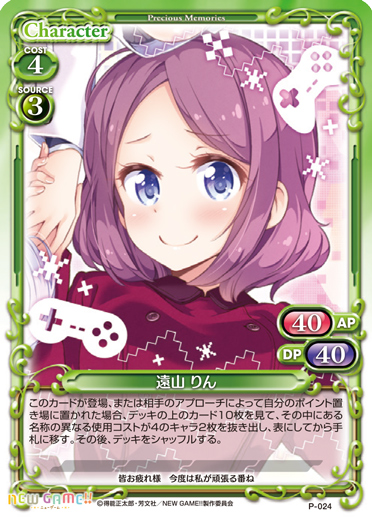 Precious Memories
Character
COST
4
SOURCE
3
40 AP
DP 40
遠山 りん
このカードが登場、または相手のアプローチによって自分のポイント置
き場に置かれた場合、デッキの上のカード10枚を見て、その中にある
名称の異なる使用コストが4のキャラ2枚を抜き出し、表にしてから手
札に移す。その後、デッキをシャッフルする。
皆お疲れ様　今度は私が頑張る番ね
NEW GAME!!
ニューゲーム
©得能正太郎・芳文社／NEW GAME!!製作委員会
P-024